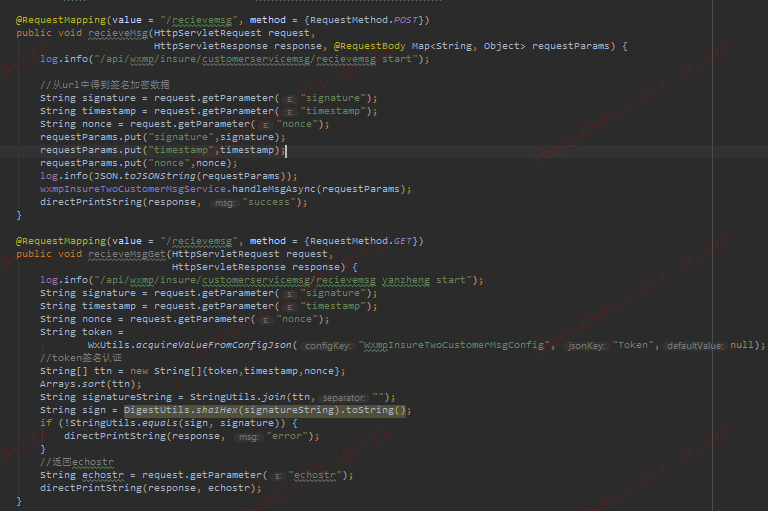 @RequestMapping(value = "/recievemsg", method = {RequestMethod.POST})
public void recieveMsg(HttpServletRequest request,
HttpServletResponse response, @RequestBody Map<String, Object> requestParams) {
log.info("/api/wxmp/insure/customerservicemsg/recievemsg start");
//从url中得到签名加密数据
String signature = request.getParameter( s: "signature");
String timestamp = request.getParameter( s: "timestamp");
String nonce = request.getParameter( s: "nonce");
requestParams.put("signature",signature);
requestParams.put("timestamp",timestamp);
requestParams.put("nonce",nonce);
log.info(JSON.toJSONString(requestParams));
wxmpInsureTwoCustomerMsgService.handleMsgAsync(requestParams);
directPrintString(response, msg: "success");
}
@RequestMapping(value = "/recievemsg", method = {RequestMethod.GET})
public void recieveMsgGet(HttpServletRequest request,
HttpServletResponse response) {
log.info("/api/wxmp/insure/customerservicemsg/recievemsg yanzheng start");
String signature = request.getParameter( s: "signature");
String timestamp = request.getParameter( s: "timestamp");
String nonce = request.getParameter( s: "nonce");
String token =
WxUtils.acquireValueFromConfigJson( configKey: "WxmpInsureTwoCustomerMsgConfig", jsonKey: "Token", defaultValue: null);
//token签名认证
String[] ttn = new String[]{token,timestamp,nonce};
Arrays.sort(ttn);
String signatureString = StringUtils.join(ttn, separator: "");
String sign = DigestUtils.sha1Hex(signatureString).toString();
if (!StringUtils.equals(sign, signature)) {
directPrintString(response, msg: "error");
}
//返回echostr
String echostr = request.getParameter( s: "echostr");
directPrintString(response, echostr);
}